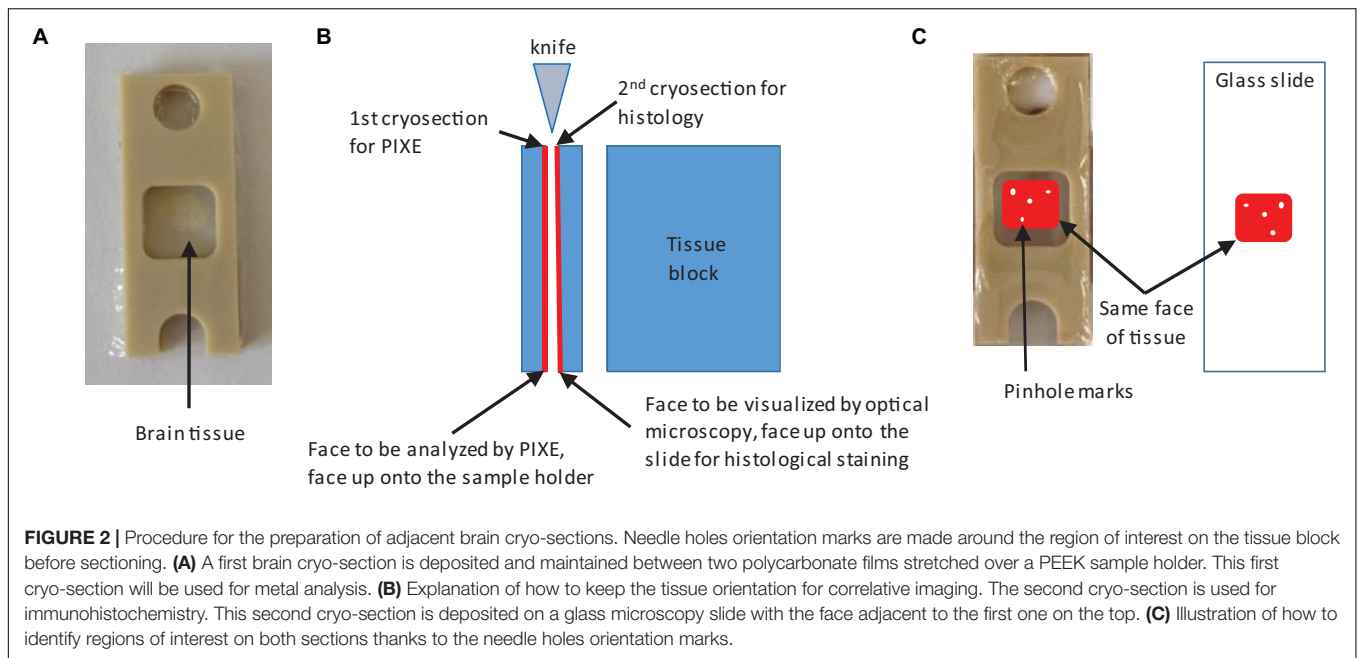 A
B
C
knife
1st cryosection
for PIXE
2nd cryosection for
histology
Tissue
block
Glass slide
Brain tissue
Face to be analyzed by PIXE,
face up onto the sample holder
Face to be visualized by optical
microscopy, face up onto the
slide for histological staining
Same face
of tissue
Pinhole marks
FIGURE 2 | Procedure for the preparation of adjacent brain cryo-sections. Needle holes orientation marks are made around the region of interest on the tissue block
before sectioning. (A) A first brain cryo-section is deposited and maintained between two polycarbonate films stretched over a PEEK sample holder. This first
cryo-section will be used for metal analysis. (B) Explanation of how to keep the tissue orientation for correlative imaging. The second cryo-section is used for
immunohistochemistry. This second cryo-section is deposited on a glass microscopy slide with the face adjacent to the first one on the top. (C) Illustration of how to
identify regions of interest on both sections thanks to the needle holes orientation marks.